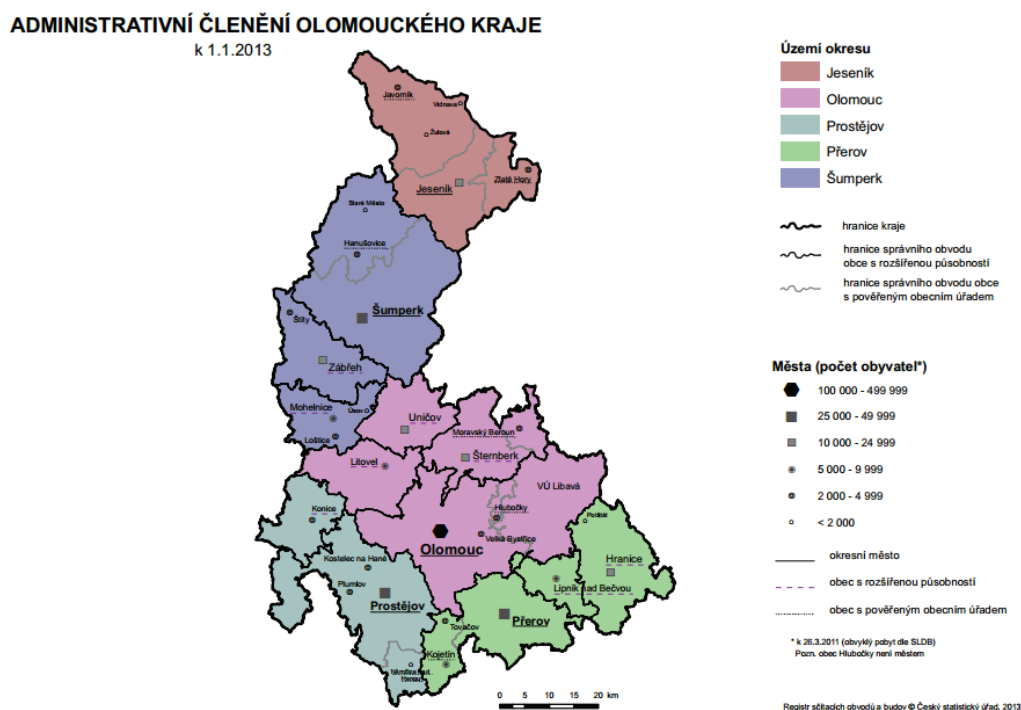 ADMINISTRATIVNÍ ČLENĚNÍ OLOMOUCKÉHO KRAJE
k 1.1.2013
Území okresu
Jeseník
Olomouc
Prostějov
Přerov
Šumperk
hranice kraje
hranice správního obvodu
obce s rozšířenou působností
hranice správního obvodu obce
s pověřeným obecním úřadem
Města (počet obyvatel*)
100 000 - 499 999
25 000 - 49 999
10 000 - 24 999
5 000 - 9 999
2 000 - 4 999
< 2 000
okresní město
obec s rozšířenou působností
obec s pověřeným obecním úřadem
* k 26.3.2011 (obvyklý pobyt dle SLDB)
Pozn. obec Hlubočky není městem
Javorník
Vidnava
Žulová
Zlaté Hory
Jeseník
Staré Město
Hanušovice
Šumperk
Štíty
Zábřeh
Mohelnice
Úsov
Loštice
Uničov
Moravský Beroun
Šternberk
Litovel
VÚ Libavá
Hlubočky
Velká Bystřice
Olomouc
Konice
Kostelec na Hané
Plumlov
Prostějov
Potštát
Hranice
Lipník nad Bečvou
Přerov
Tovačov
Kojetín
0 5 10 15 20 km
Registr sčítacích obvodů a budov © Český statistický úřad, 2013